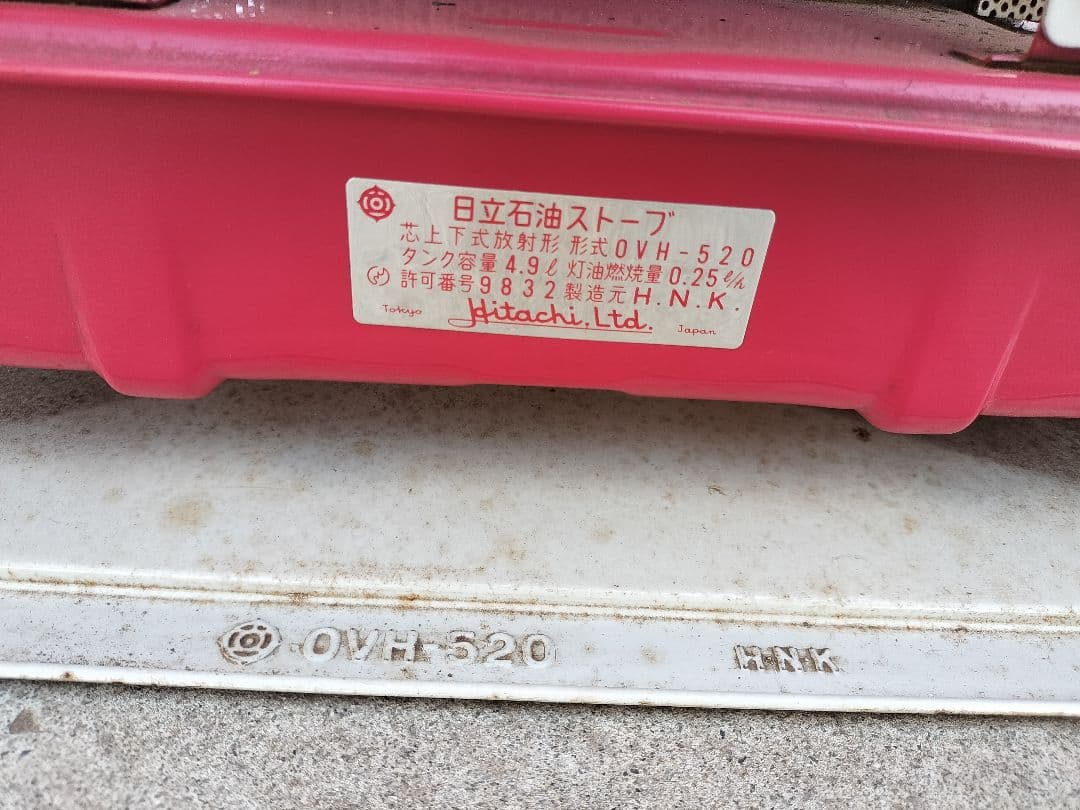 日立石油ストーブ
芯上下式放射形 形式OVH-520
タンク容量4.9ℓ 灯油燃焼量0.25ℓ/h
許可番号9832製造元H.N.K.
Tokyo Hitachi, Ltd. Japan
OVH-520 H·N·K